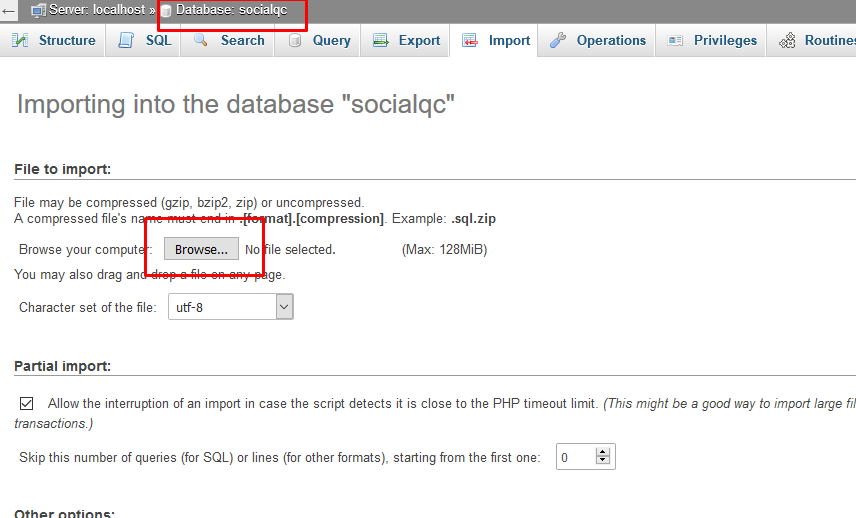 Server: localhost » Database: socialqc
Structure SQL Search Query Export Import Operations Privileges Routines
Importing into the database "socialqc"
File to import:
File may be compressed (gzip, bzip2, zip) or uncompressed.
A compressed file's name must end in .[format].[compression]. Example: .sql.zip
Browse your computer: Browse... No file selected. (Max: 128MiB)
You may also drag and drop a file on any page.
Character set of the file: utf-8
Partial import:
Allow the interruption of an import in case the script detects it is close to the PHP timeout limit. (This might be a good way to import large
transactions.)
Skip this number of queries (for SQL) or lines (for other formats), starting from the first one: 0
Other options: